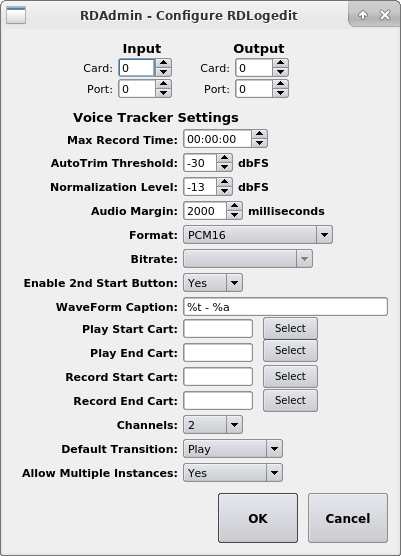 RDAdmin - Configure RDLogedit
Input Output
Card: 0 Card: 0
Port: 0 Port: 0
Voice Tracker Settings
Max Record Time: 00:00:00
AutoTrim Threshold: -30 dbFS
Normalization Level: -13 dbFS
Audio Margin: 2000 milliseconds
Format: PCM16
Bitrate:
Enable 2nd Start Button: Yes
WaveForm Caption: %t - %a
Play Start Cart: Select
Play End Cart: Select
Record Start Cart: Select
Record End Cart: Select
Channels: 2
Default Transition: Play
Allow Multiple Instances: Yes
OK Cancel